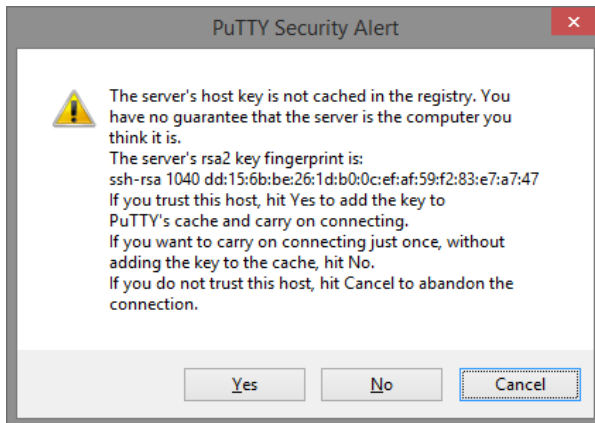 PuTTY Security Alert
The server's host key is not cached in the registry. You
have no guarantee that the server is the computer you
think it is.
The server's rsa2 key fingerprint is:
ssh-rsa 1040 dd:15:6b:be:26:1d:b0:0c:ef:af:59:f2:83:e7:a7:47
If you trust this host, hit Yes to add the key to
PuTTY's cache and carry on connecting.
If you want to carry on connecting just once, without
adding the key to the cache, hit No.
If you do not trust this host, hit Cancel to abandon the
connection.
Yes No Cancel